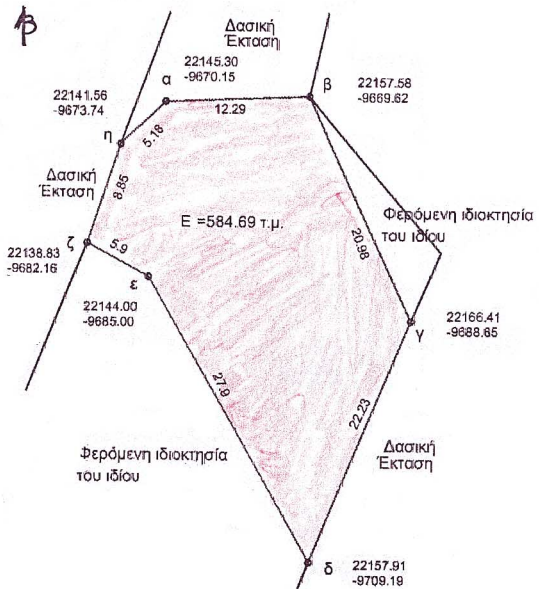 β
Δασική
Έκταση
22145.30
-9670.15
α
β
22157.58
-9669.62
22141.56
-9673.74
η
12.29
5.18
Δασική
Έκταση
8.85
Ε =584.69 τ.μ.
Φερόμενη ιδιοκτησία
του ιδίου
20.98
ζ
5.9
22138.83
-9682.16
ε
22144.00
-9685.00
γ
22166.41
-9688.65
27.9
22.23
Φερόμενη ιδιοκτησία
του ιδίου
Δασική
Έκταση
δ
22157.91
-9709.19